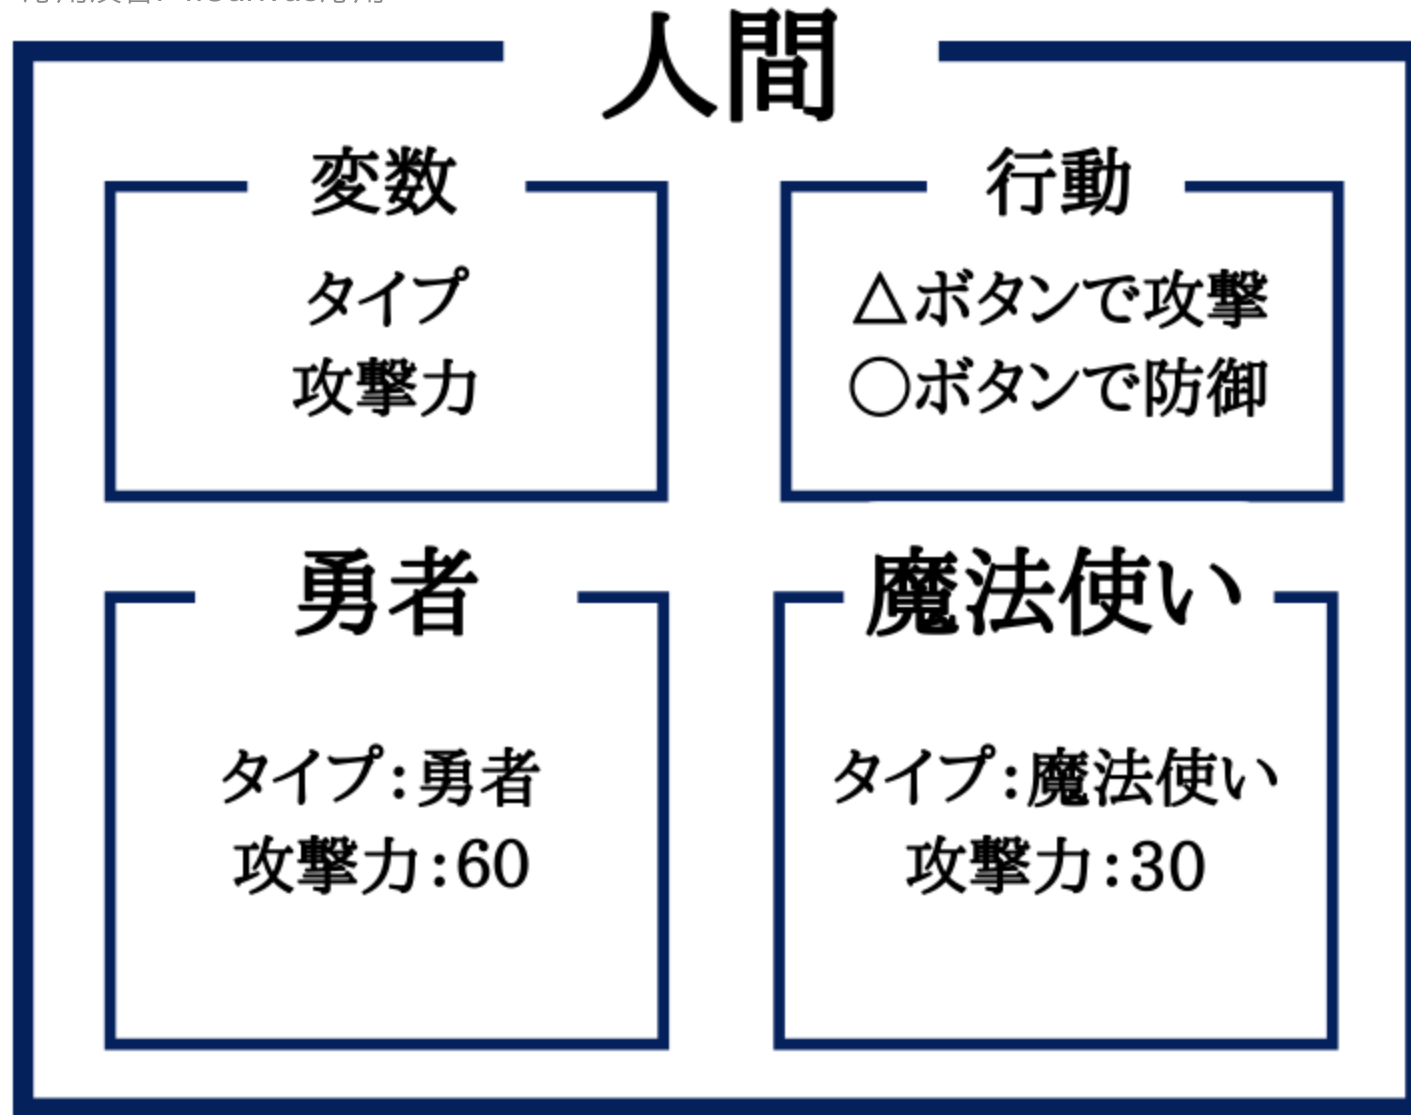 人間
変数
タイプ
攻撃力
行動
△ボタンで攻撃
○ボタンで防御
勇者
タイプ:勇者
攻撃力:60
魔法使い
タイプ:魔法使い
攻撃力:30